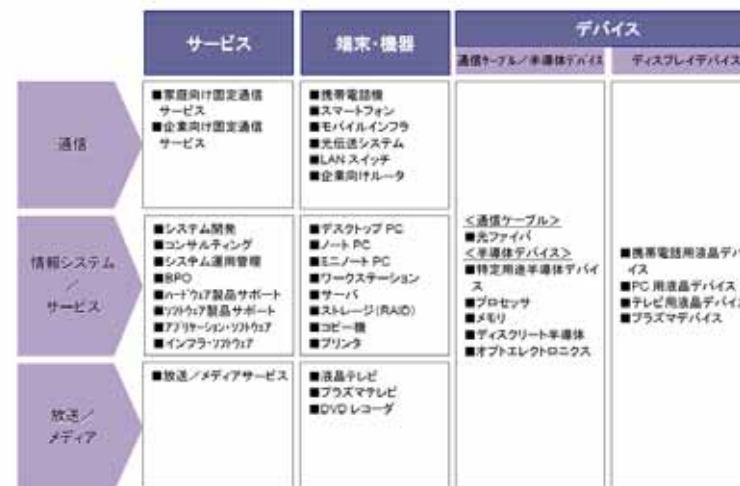 サービス
端末・機器
デバイス
通信ケーブル／半導体デバイス
ディスプレイデバイス
通信
■家庭向け固定通信
サービス
■企業向け固定通信
サービス
■携帯電話機
■スマートフォン
■モバイルインフラ
■光伝送システム
■LAN スイッチ
■企業向けルータ
情報システム
／
サービス
■システム開発
■コンサルティング
■システム運用管理
■BPO
■ハードウェア製品サポート
■ソフトウェア製品サポート
■アプリケーション・ソフトウェア
■インフラ・ソフトウェア
■デスクトップ PC
■ノート PC
■ミニノート PC
■ワークステーション
■サーバ
■ストレージ(RAID)
■コピー機
■プリンタ
＜通信ケーブル＞
■光ファイバ
＜半導体デバイス＞
■特定用途半導体デバイ
ス
■プロセッサ
■メモリ
■ディスクリート半導体
■オプトエレクトロニクス
■携帯電話用液晶デバ
イス
■PC 用液晶デバイス
■テレビ用液晶デバイス
■プラズマデバイス
放送／
メディア
■放送／メディアサービス
■液晶テレビ
■プラズマテレビ
■DVD レコーダ